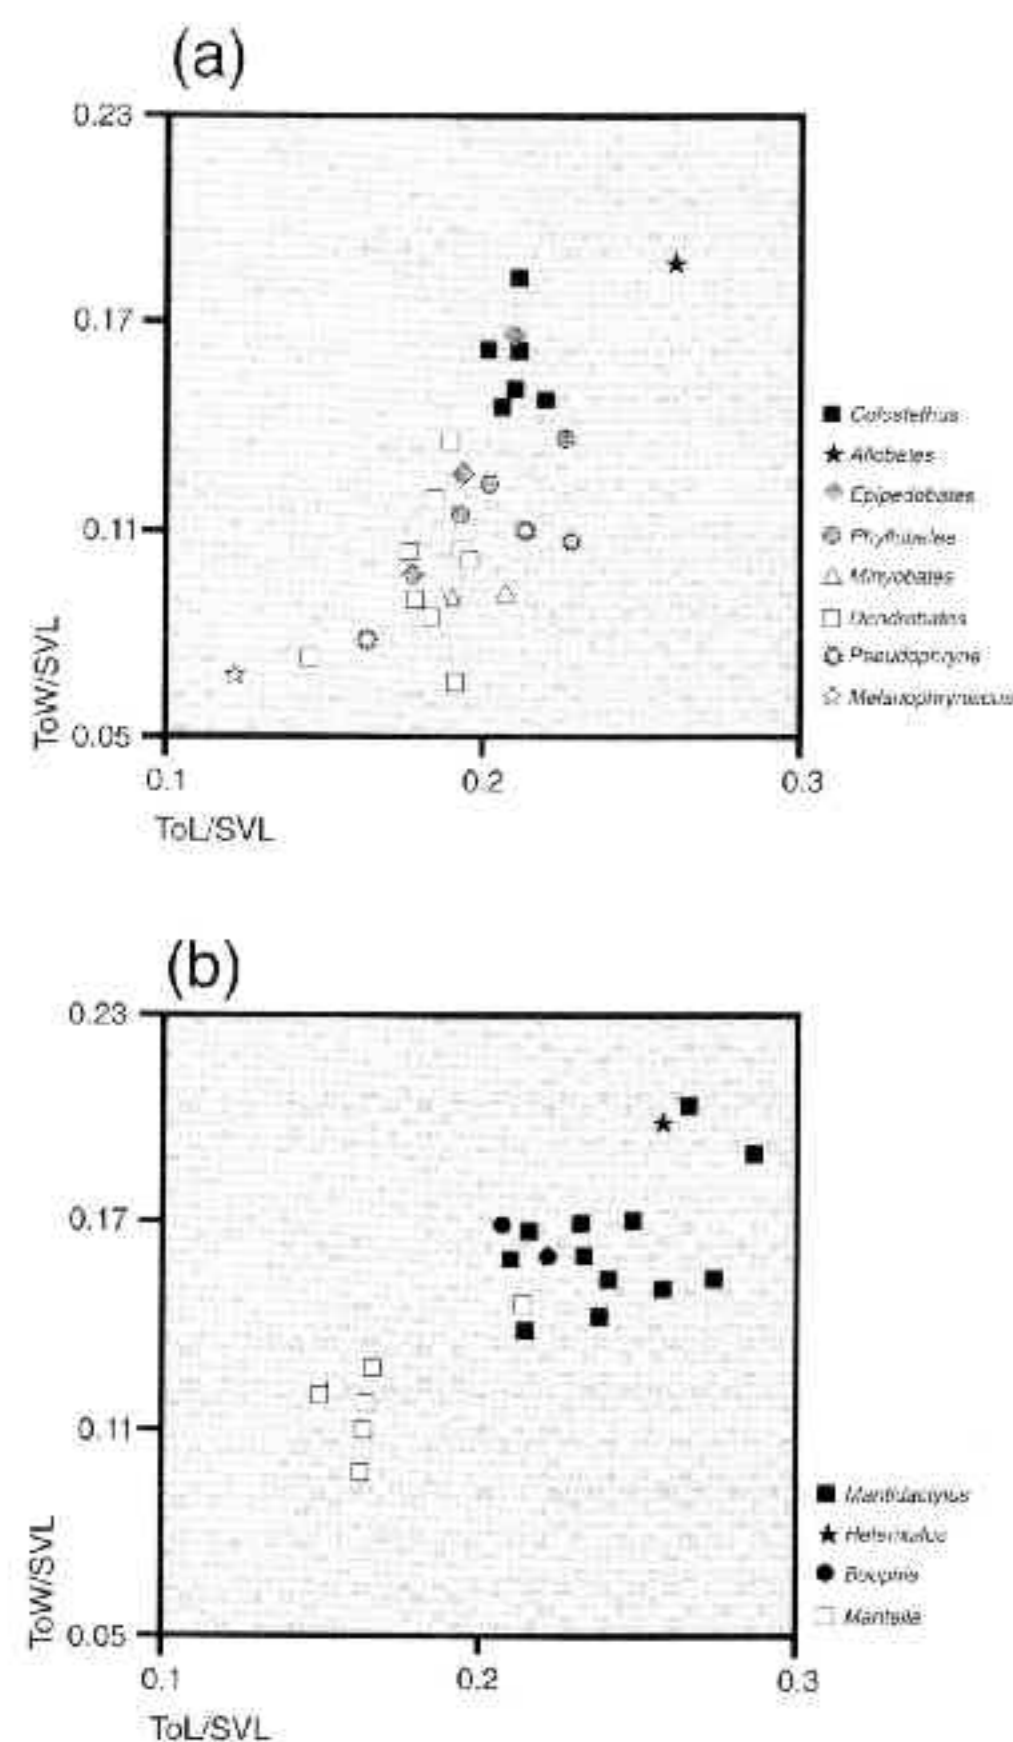 (a)
0.23
0.17
0.11
0.05
ToW/SVL
0.1 0.2 0.3
ToL/SVL
Colostethus
Allobates
Epipedobates
Phyllobates
Minyobates
Dendrobates
Pseudophryne
Melanophryniscus
(b)
0.23
0.17
0.11
0.05
ToW/SVL
0.1 0.2 0.3
ToL/SVL
Mantidactylus
Heterixalus
Boophis
Mantella